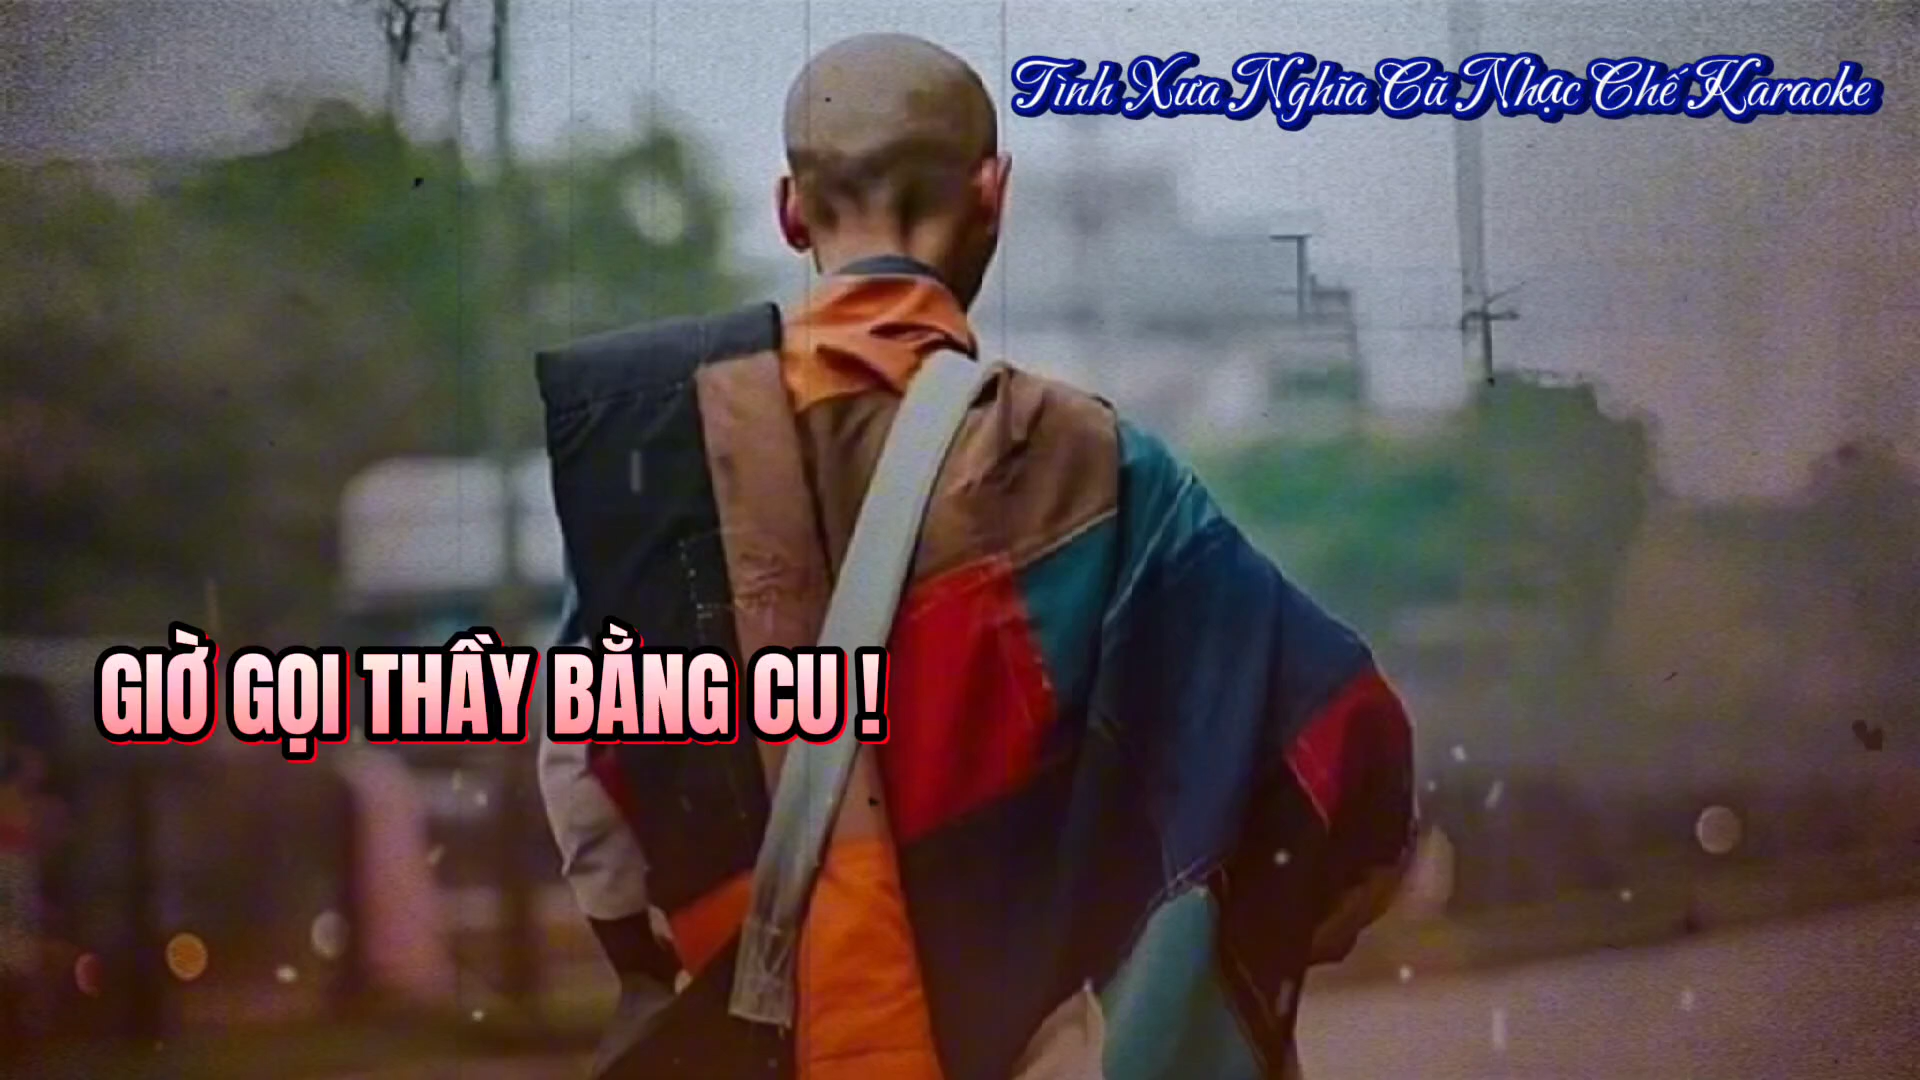 Tình Xưa Nghĩa Cũ Nhạc Chế Karaoke
GIỜ GỌI THẦY BẰNG CU !